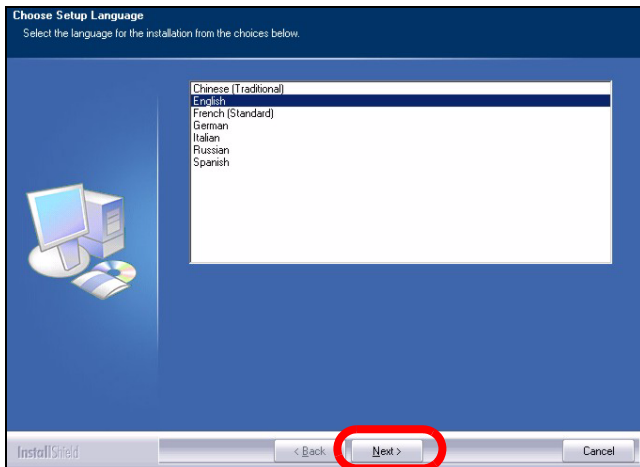 Choose Setup Language
Select the language for the installation from the choices below.
Chinese (Traditional)
English
French (Standard)
German
Italian
Russian
Spanish
InstallShield
< Back
Next >
Cancel